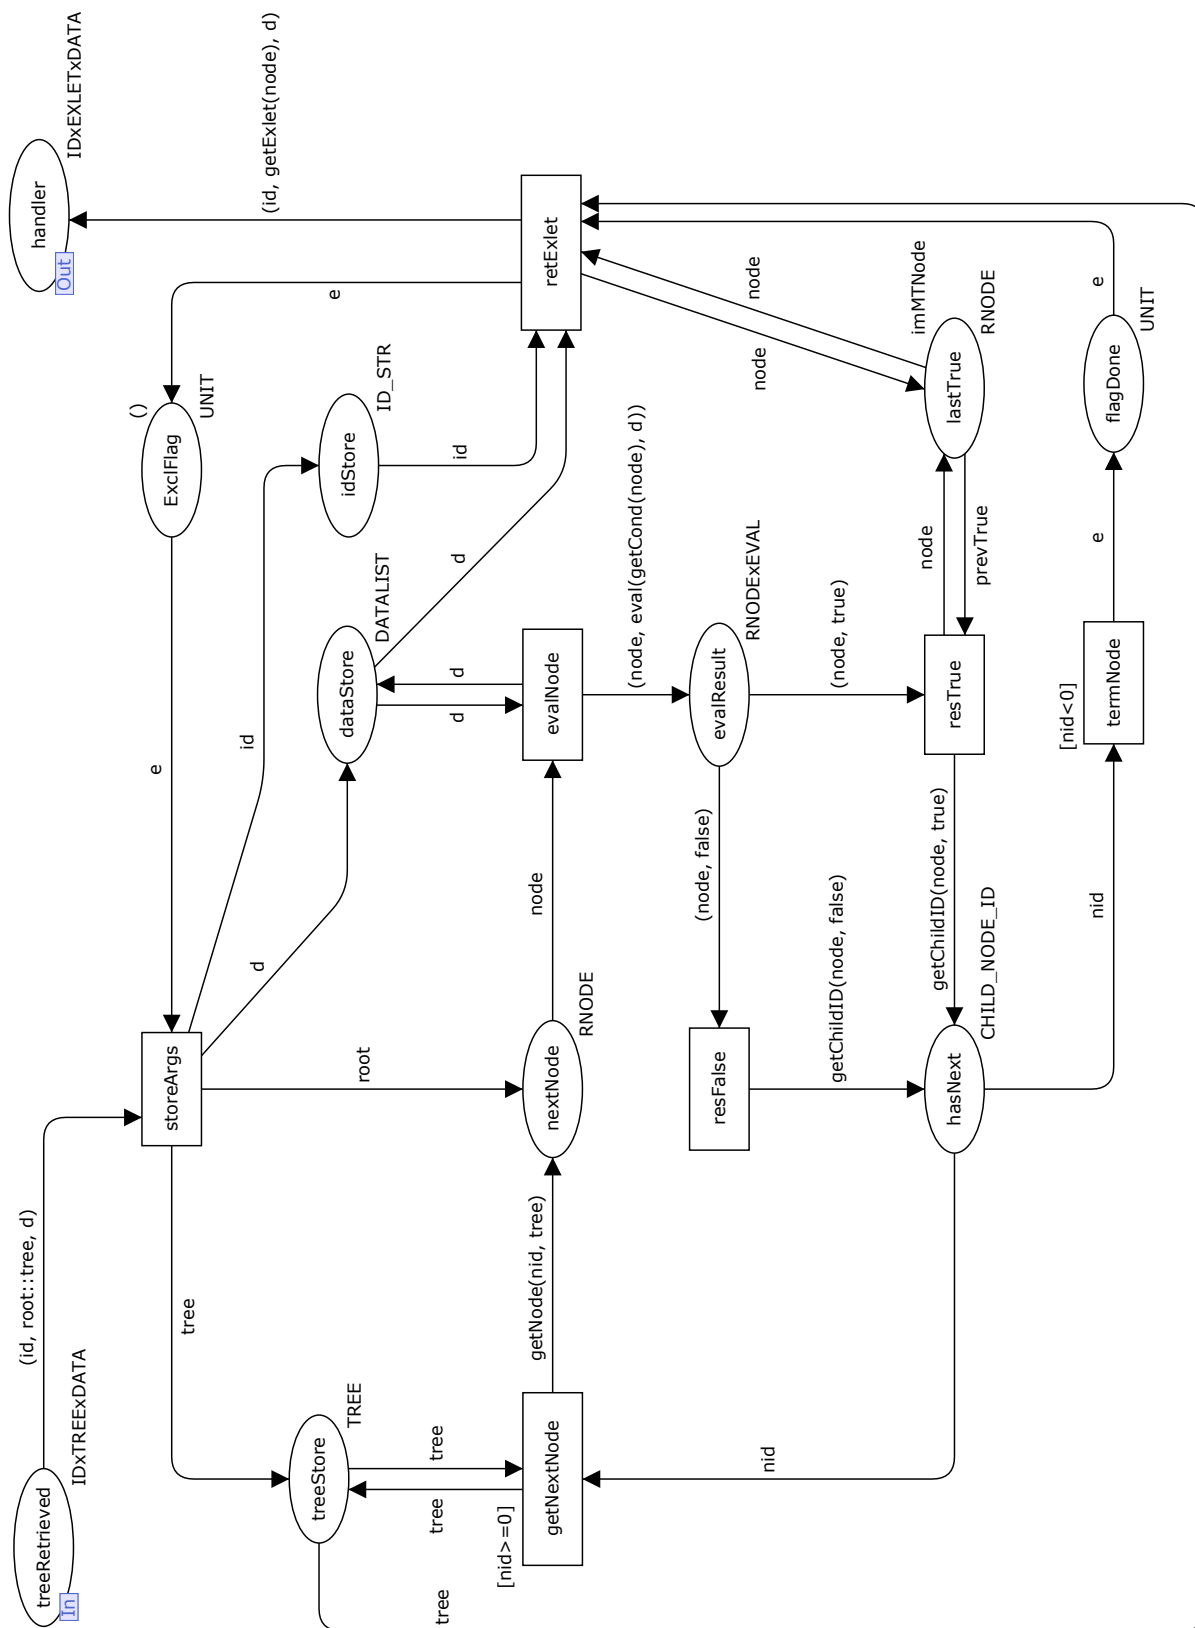 treeRetrieved
In
IDxTREExDATA
(id, root::tree, d)
storeArgs
e
ExclFlag
()
UNIT
e
handler
Out
IDxEXLETxDATA
(id, getExlet(node), d)
tree
root
d
id
treeStore
TREE
tree
tree
tree
dataStore
DATALIST
d
d
d
idStore
ID_STR
id
[nid>=0]
getNextNode
getNode(nid, tree)
nextNode
RNODE
node
evalNode
retExlet
(node, eval(getCond(node), d))
node
node
nid
resFalse
(node, false)
evalResult
RNODExEVAL
getChildID(node, false)
(node, true)
hasNext
CHILD_NODE_ID
getChildID(node, true)
resTrue
node
prevTrue
lastTrue
imMTNode
RNODE
nid
[nid<0]
termNode
e
flagDone
UNIT
e